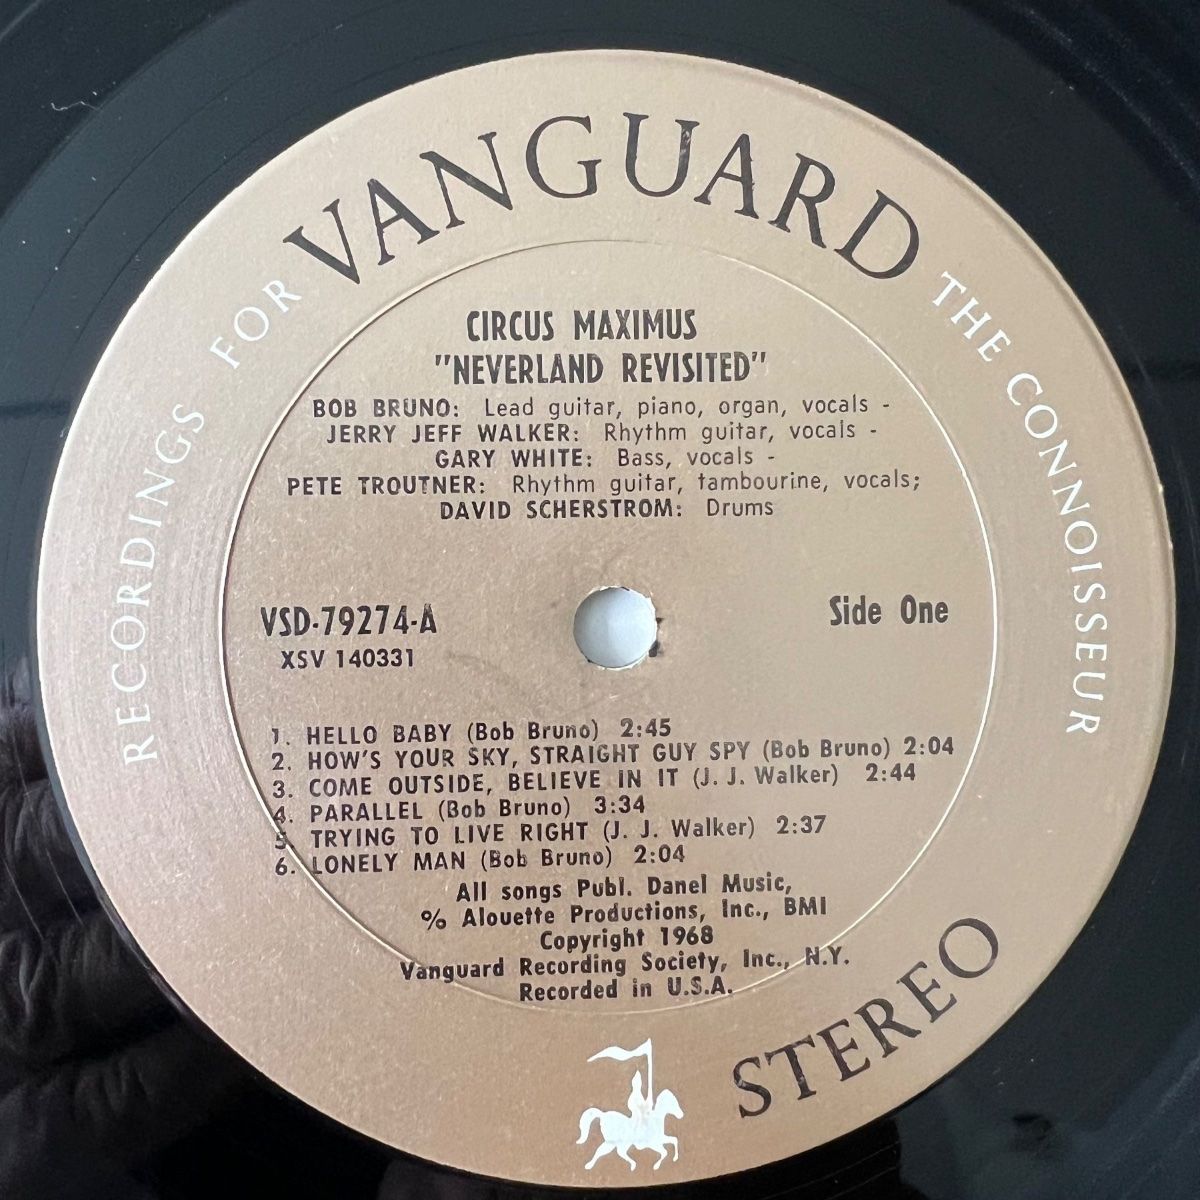 RECORDINGS FOR VANGUARD THE CONNOISSEUR
CIRCUS MAXIMUS
"NEVERLAND REVISITED"
BOB BRUNO: Lead guitar, piano, organ, vocals -
JERRY JEFF WALKER: Rhythm guitar, vocals -
GARY WHITE: Bass, vocals -
PETE TROUTNER: Rhythm guitar, tambourine, vocals;
DAVID SCHERSTROM: Drums
VSD-79274-A
Side One
XSV 140331
1. HELLO BABY (Bob Bruno) 2:45
2. HOW'S YOUR SKY, STRAIGHT GUY SPY (Bob Bruno) 2:04
3. COME OUTSIDE, BELIEVE IN IT (J. J. Walker) 2:44
4. PARALLEL (Bob Bruno) 3:34
5 TRYING TO LIVE RIGHT (J. J. Walker) 2:37
6. LONELY MAN (Bob Bruno) 2:04
All songs Publ. Danel Music,
% Alouette Productions, Inc., BMI
Copyright 1968
Vanguard Recording Society, Inc., N.Y.
Recorded in U.S.A.
STEREO